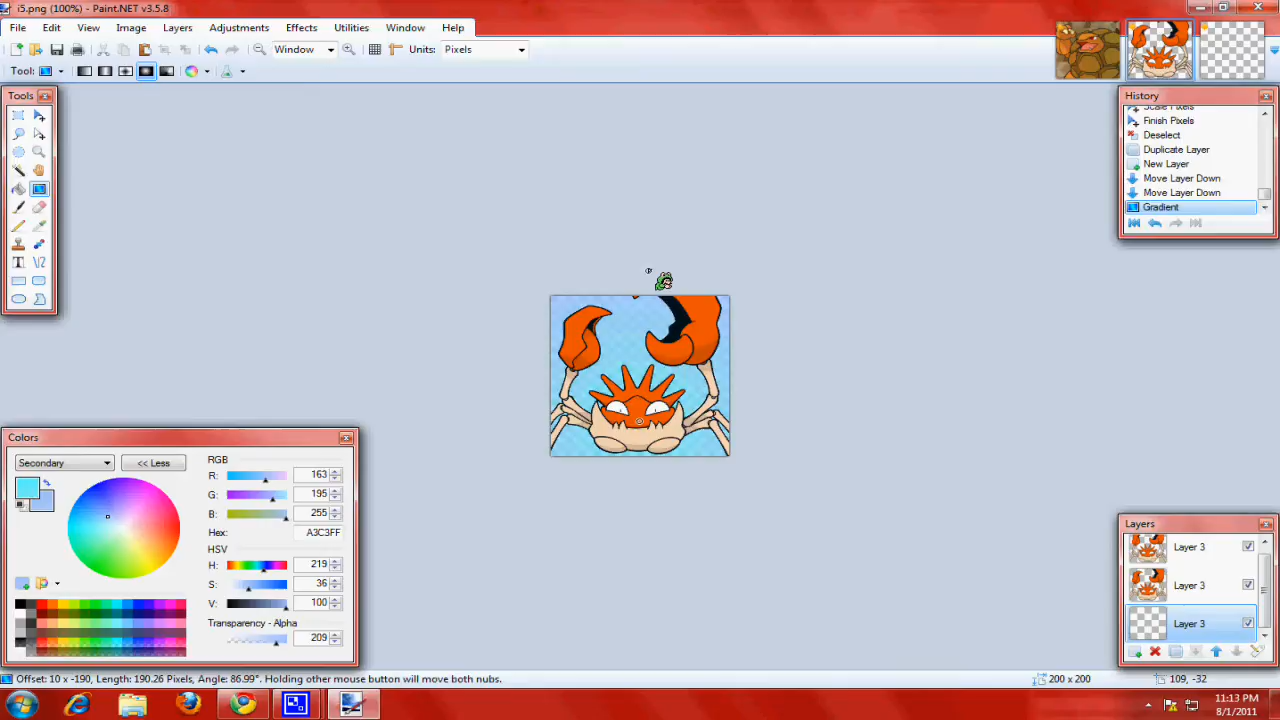 i5.png (100%) - Paint.NET v3.5.8
File Edit View Image Layers Adjustments Effects Utilities Window Help
Window Units: Pixels
Tool:
Tools
History
Scale Pixels
Finish Pixels
Deselect
Duplicate Layer
New Layer
Move Layer Down
Move Layer Down
Gradient
Colors
Secondary << Less
RGB
R: 163
G: 195
B: 255
Hex: A3C3FF
HSV
H: 219
S: 36
V: 100
Transparency - Alpha
209
Layers
Layer 3
Layer 3
Layer 3
Offset: 10 x -190, Length: 190.26 Pixels, Angle: 86.99°. Holding other mouse button will move both nubs.
200 x 200
109, -32
11:13 PM
8/1/2011